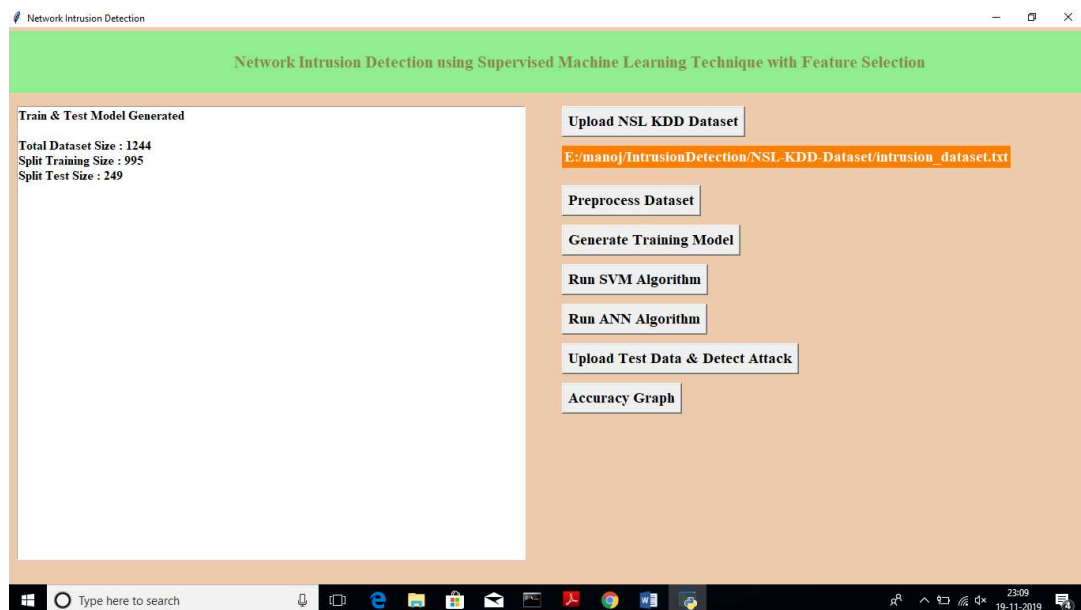 Network Intrusion Detection
Network Intrusion Detection using Supervised Machine Learning Technique with Feature Selection
Train & Test Model Generated
Total Dataset Size : 1244
Split Training Size : 995
Split Test Size : 249
Upload NSL KDD Dataset
E:/manoj/IntrusionDetection/NSL-KDD-Dataset/intrusion_dataset.txt
Preprocess Dataset
Generate Training Model
Run SVM Algorithm
Run ANN Algorithm
Upload Test Data & Detect Attack
Accuracy Graph
Type here to search
23:09
19-11-2019
4